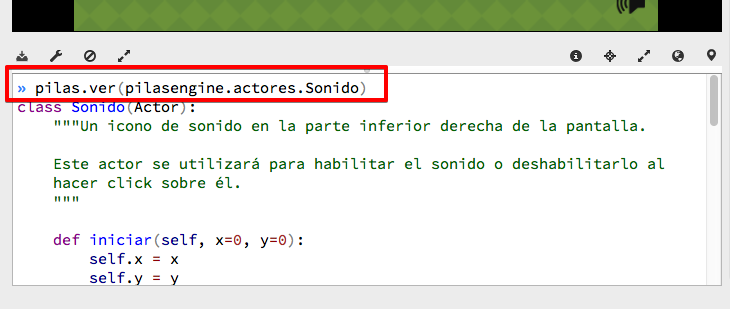 » pilas.ver(pilasengine.actores.Sonido)
class Sonido(Actor):
"""Un icono de sonido en la parte inferior derecha de la pantalla.
Este actor se utilizará para habilitar el sonido o deshabilitarlo al
hacer click sobre él.
"""
def iniciar(self, x=0, y=0):
self.x = x
self.y = y